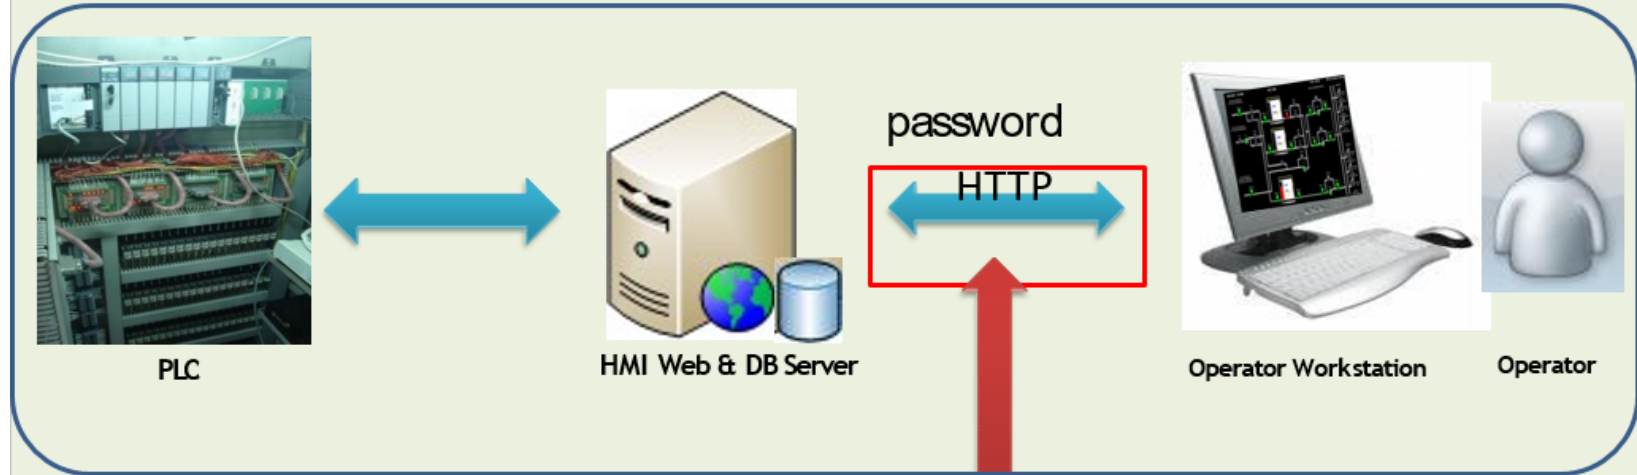 password
HTTP
PLC
HMI Web & DB Server
Operator Workstation
Operator